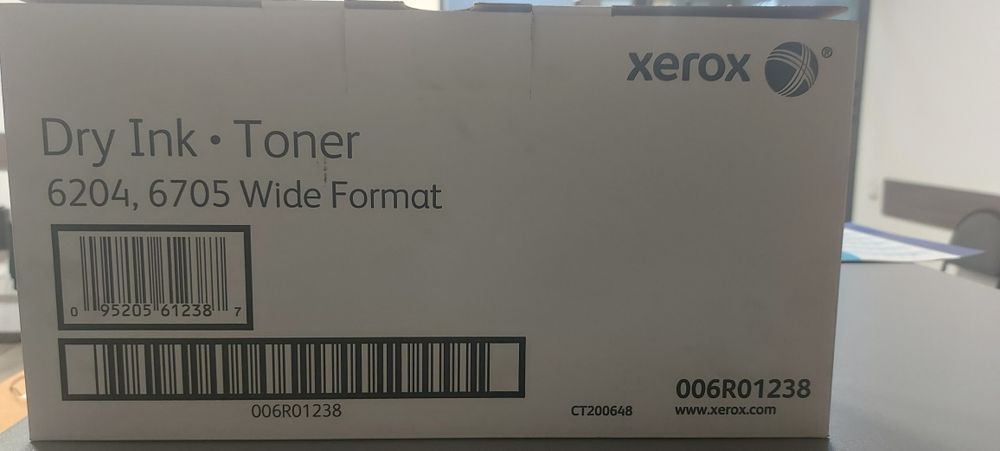 xerox ®
Dry Ink • Toner
6204, 6705 Wide Format
0 95205 61238 7
006R01238
CT200648
006R01238
www.xerox.com